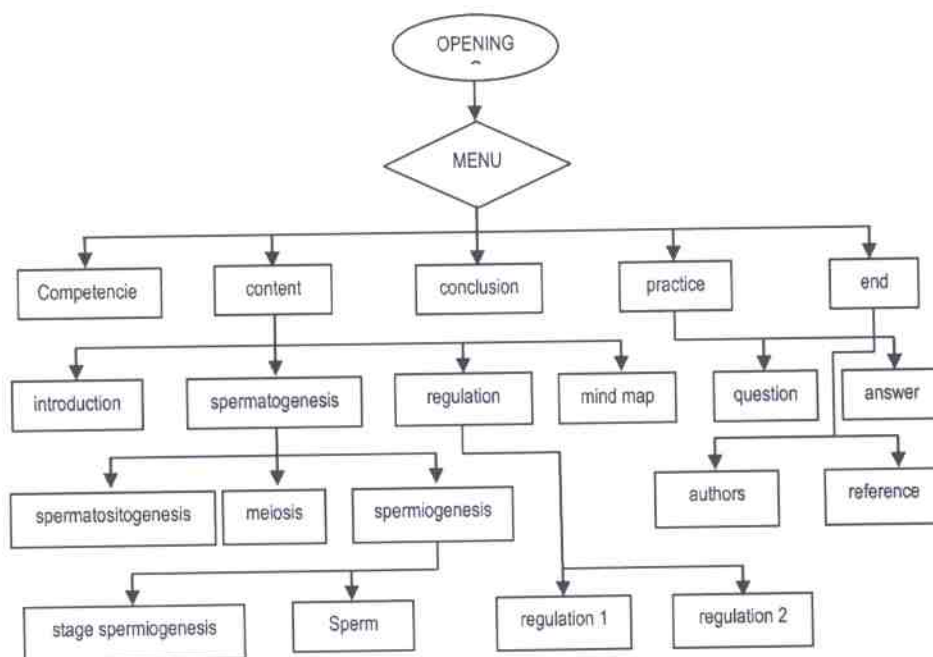 OPENING
MENU
Competencie
content
conclusion
practice
end
introduction
spermatogenesis
regulation
mind map
question
answer
spermatositogenesis
meiosis
spermiogenesis
authors
reference
stage spermiogenesis
Sperm
regulation 1
regulation 2